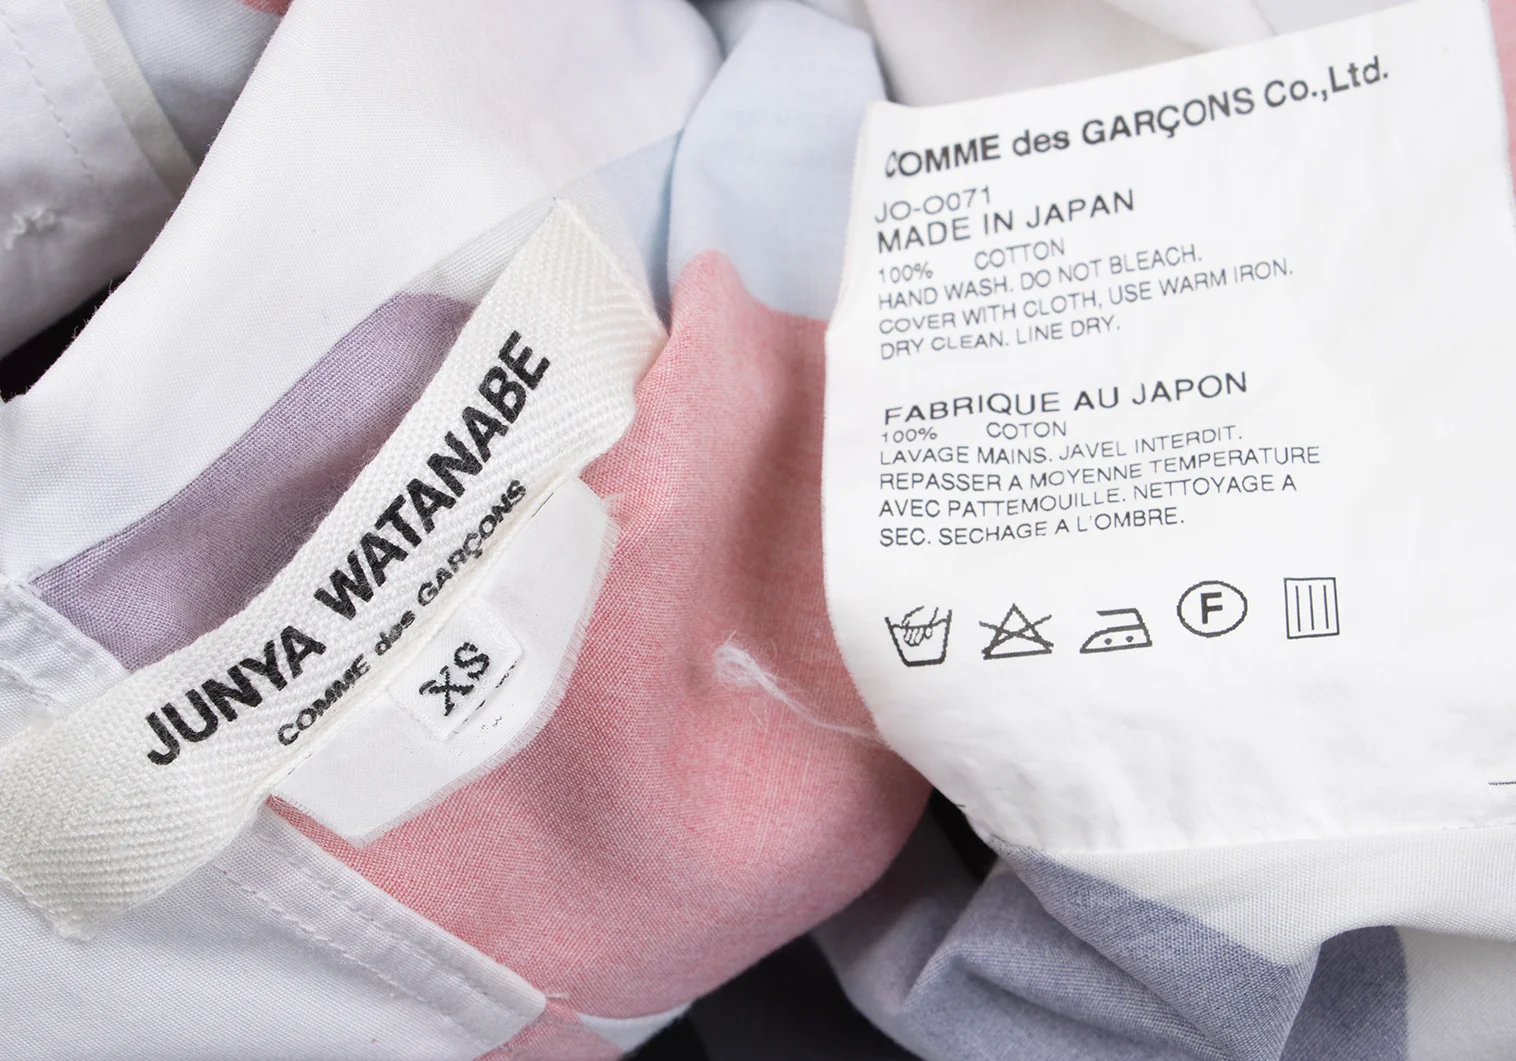 JUNYA WATANABE
COMME des GARÇONS
XS
COMME des GARÇONS Co.,Ltd.
JO-O071
MADE IN JAPAN
100% COTTON
HAND WASH. DO NOT BLEACH.
COVER WITH CLOTH, USE WARM IRON.
DRY CLEAN. LINE DRY.
FABRIQUE AU JAPON
100% COTON
LAVAGE MAINS. JAVEL INTERDIT.
REPASSER A MOYENNE TEMPERATURE
AVEC PATTEMOUILLE. NETTOYAGE A
SEC. SECHAGE A L'OMBRE.
F